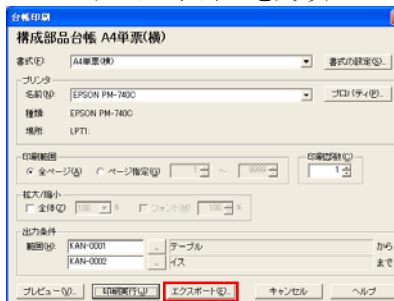 台帳印刷
構成部品台帳 A4単票(横)
書式(E): A4単票(横) 書式の設定(S)...
プリンタ
名前(N): EPSON PM-740C プロパティ(P)...
種類: EPSON PM-740C
場所: LPT1:
印刷範囲 印刷部数(C)
全ページ(A) ページ指定(G) 1 ~ 9999 1
拡大/縮小
全体(Z) 100 % フォント(K) 100 %
出力条件
範囲(H): KAN-0001 ... テーブル から
KAN-0002 ... イス まで
プレビュー(V)... 印刷実行(J) エクスポート(E)... キャンセル ヘルプ